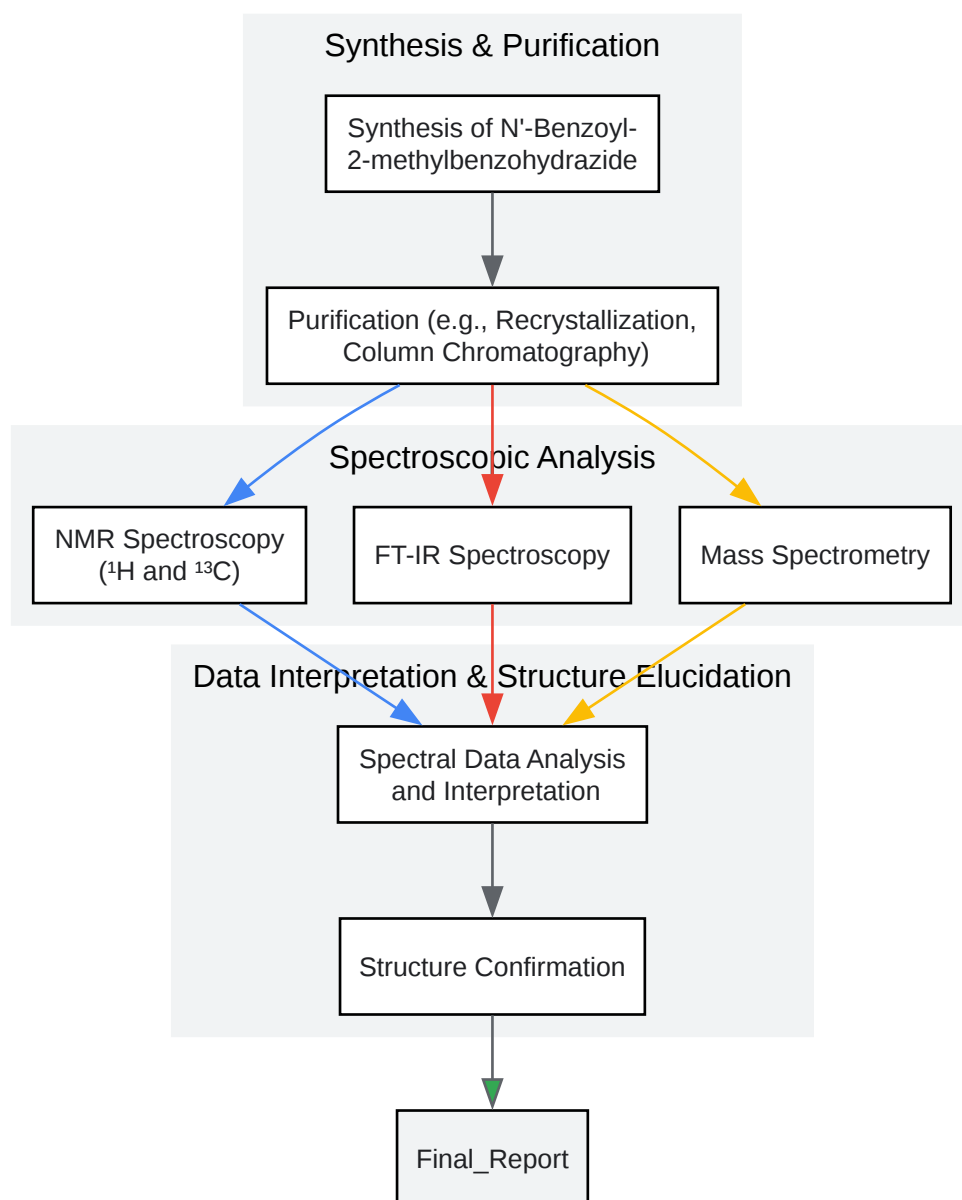 Synthesis & Purification
Synthesis of N'-Benzoyl-
2-methylbenzohydrazide
Purification (e.g., Recrystallization,
Column Chromatography)
Spectroscopic Analysis
NMR Spectroscopy
(¹H and ¹³C)
FT-IR Spectroscopy
Mass Spectrometry
Data Interpretation & Structure Elucidation
Spectral Data Analysis
and Interpretation
Structure Confirmation
Final_Report